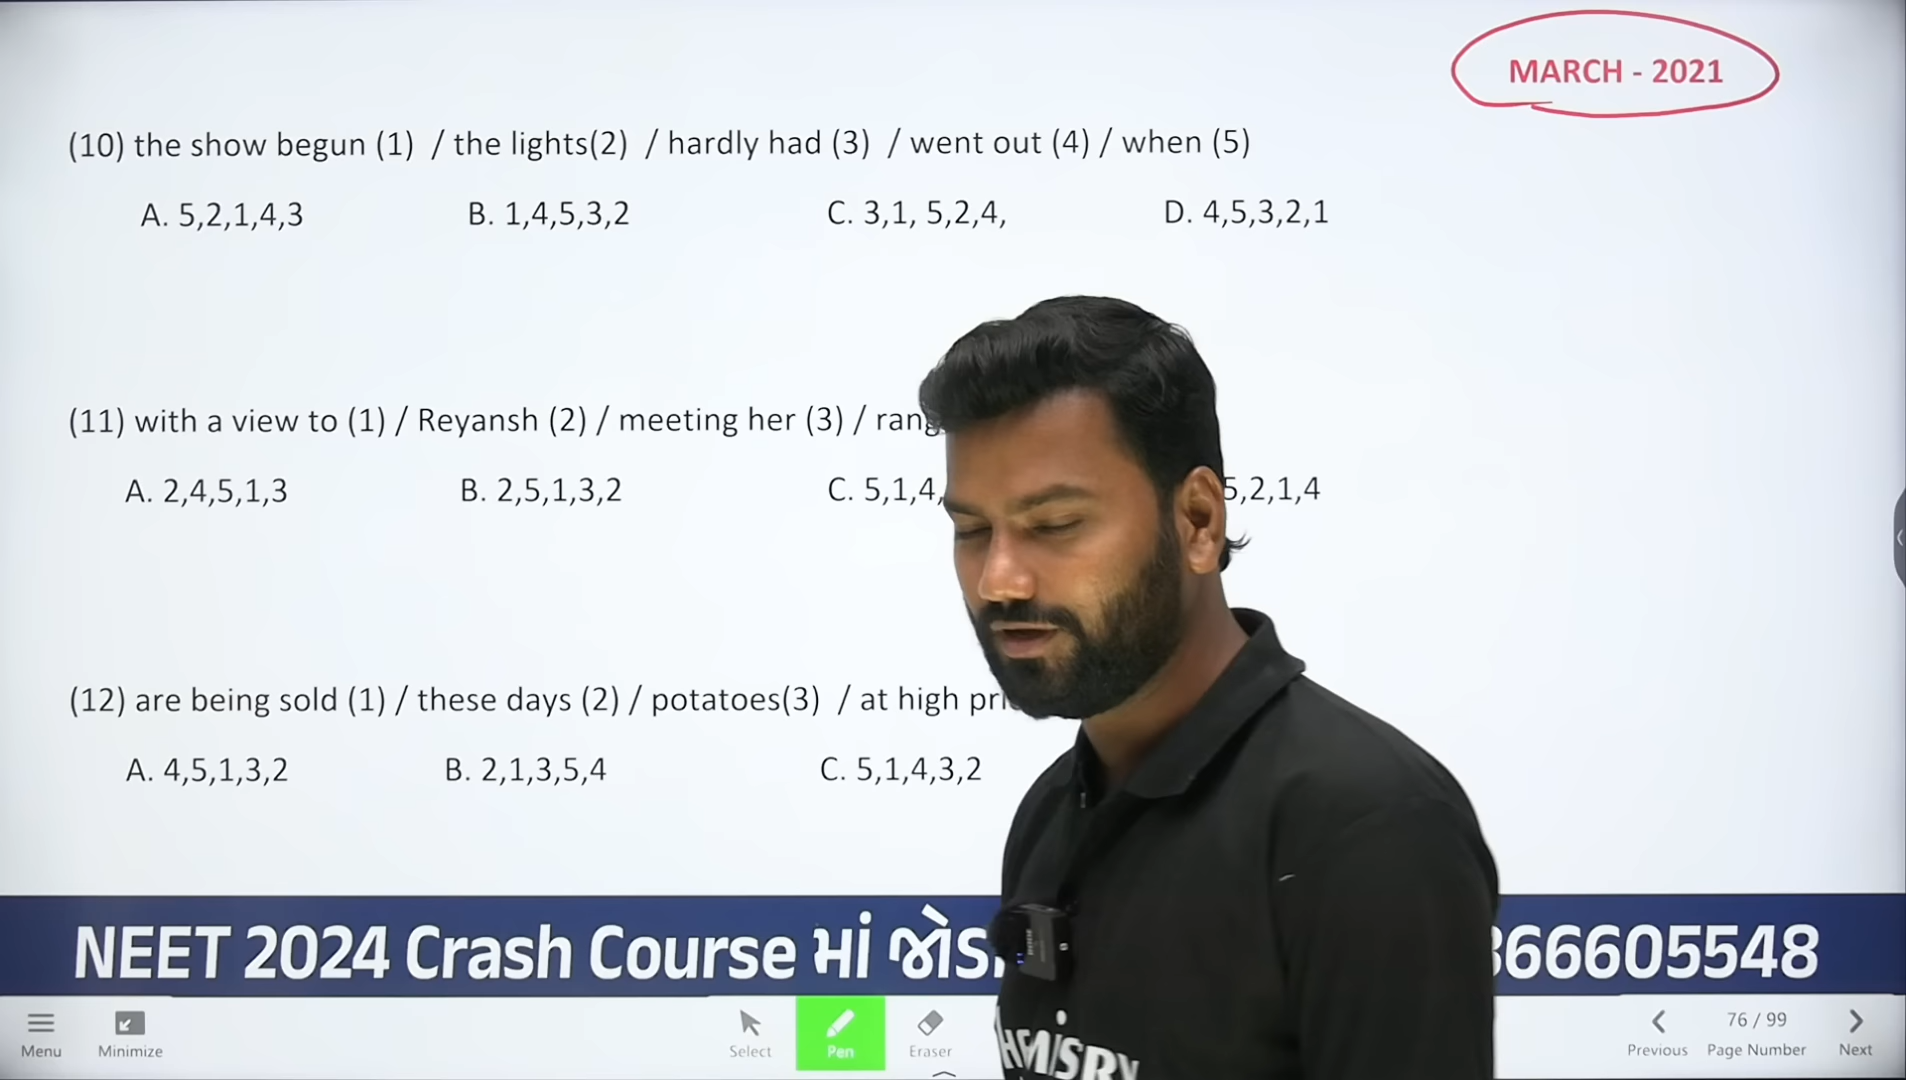 MARCH - 2021
(10) the show begun (1) / the lights(2) / hardly had (3) / went out (4) / when (5)
A. 5,2,1,4,3 B. 1,4,5,3,2 C. 3,1, 5,2,4, D. 4,5,3,2,1
(11) with a view to (1) / Reyansh (2) / meeting her (3) / rang
A. 2,4,5,1,3 B. 2,5,1,3,2 C. 5,1,4, 5,2,1,4
(12) are being sold (1) / these days (2) / potatoes(3) / at high
A. 4,5,1,3,2 B. 2,1,3,5,4 C. 5,1,4,3,2
NEET 2024 Crash Course માં 66605548
Menu Minimize Select Pen Eraser Previous 76 / 99 Page Number Next